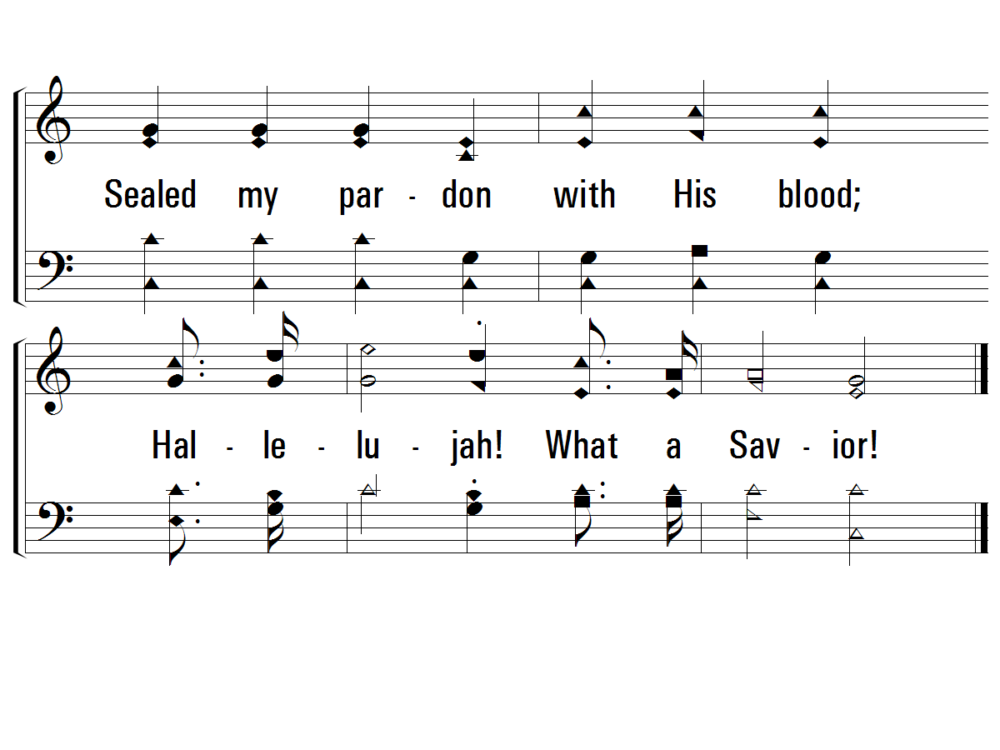 Sealed my par - don with His blood;
Hal - le - lu - jah! What a Sav - ior!